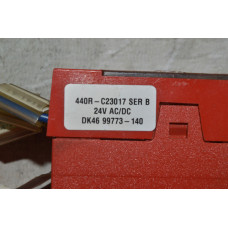 440R-C23017 SER B
24V AC/DC
DK46 99773-140